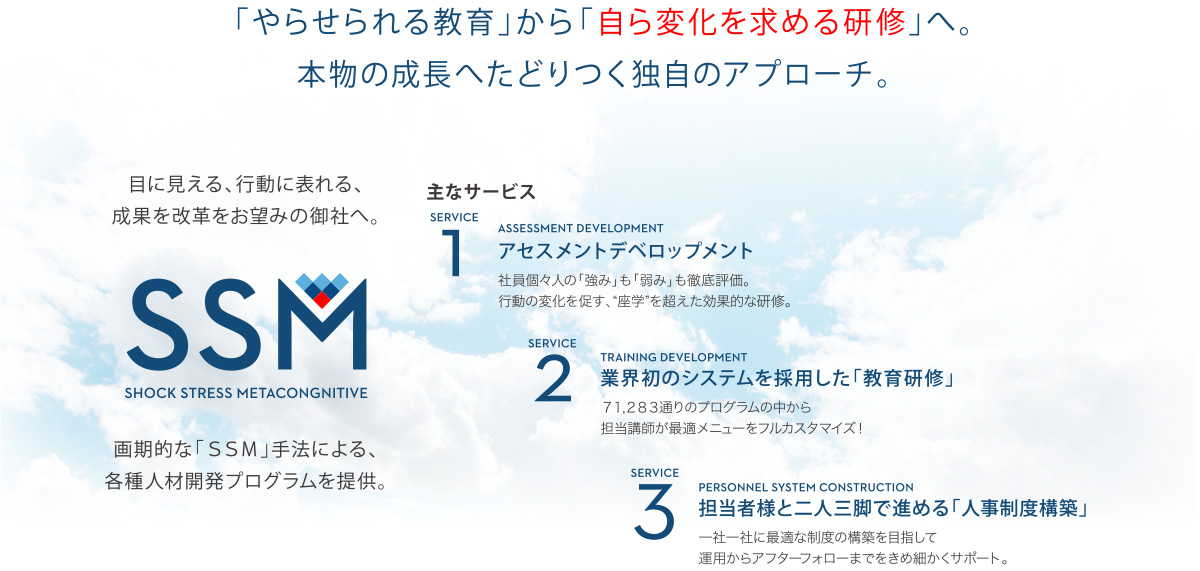 「やらせられる教育」から「自ら変化を求める研修」へ。
本物の成長へたどりつく独自のアプローチ。
目に見える、行動に表れる、
成果を改革をお望みの御社へ。
SSM
SHOCK STRESS METACONGNITIVE
画期的な「ＳＳＭ」手法による、
各種人材開発プログラムを提供。
主なサービス
SERVICE
1
ASSESSMENT DEVELOPMENT
アセスメントデベロップメント
社員個々人の「強み」も「弱み」も徹底評価。
行動の変化を促す、“座学”を超えた効果的な研修。
SERVICE
2
TRAINING DEVELOPMENT
業界初のシステムを採用した「教育研修」
７１,２８３通りのプログラムの中から
担当講師が最適メニューをフルカスタマイズ！
SERVICE
3
PERSONNEL SYSTEM CONSTRUCTION
担当者様と二人三脚で進める「人事制度構築」
一社一社に最適な制度の構築を目指して
運用からアフターフォローまでをきめ細かくサポート。